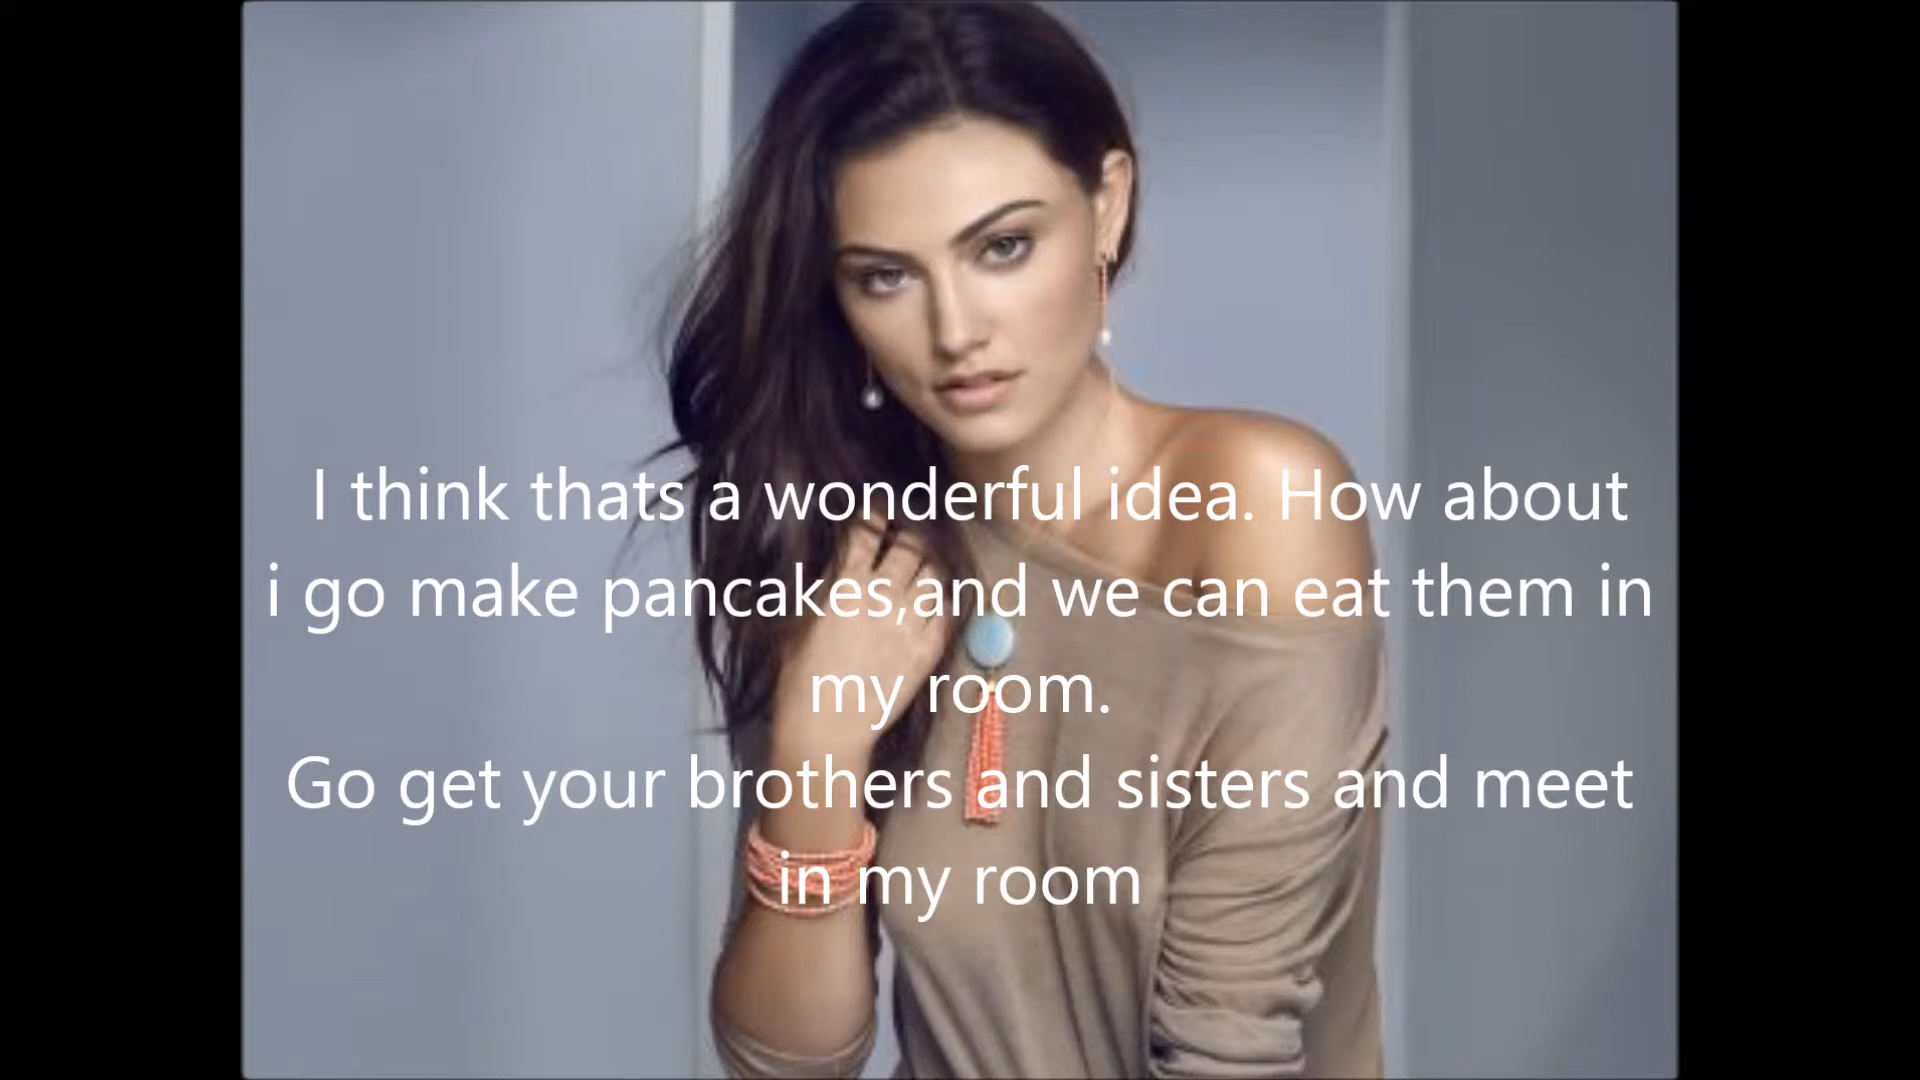 I think thats a wonderful idea. How about
i go make pancakes,and we can eat them in
my room.
Go get your brothers and sisters and meet
in my room